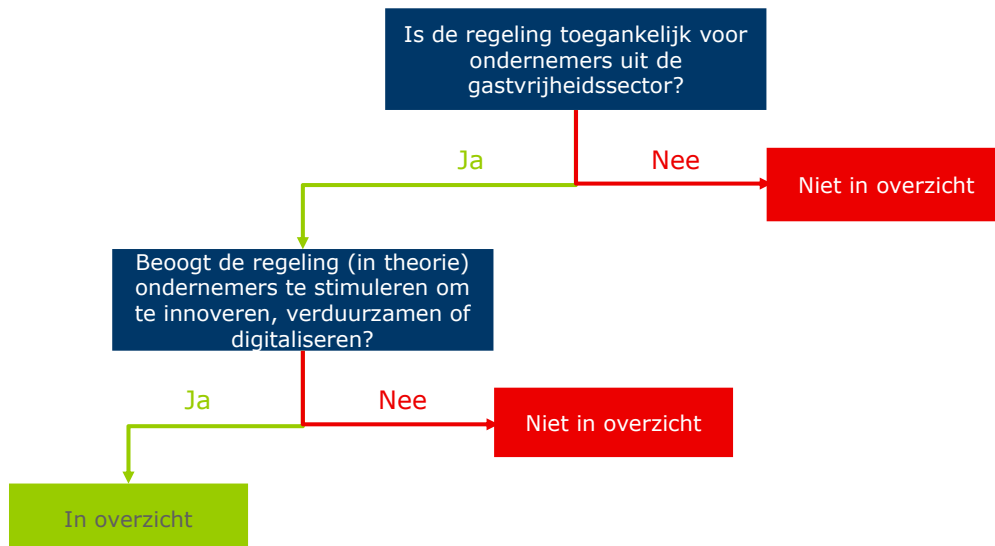 Is de regeling toegankelijk voor
ondernemers uit de
gastvrijheidssector?
Ja
Nee
Niet in overzicht
Beoogt de regeling (in theorie)
ondernemers te stimuleren om
te innoveren, verduurzamen of
digitaliseren?
Ja
Nee
Niet in overzicht
In overzicht